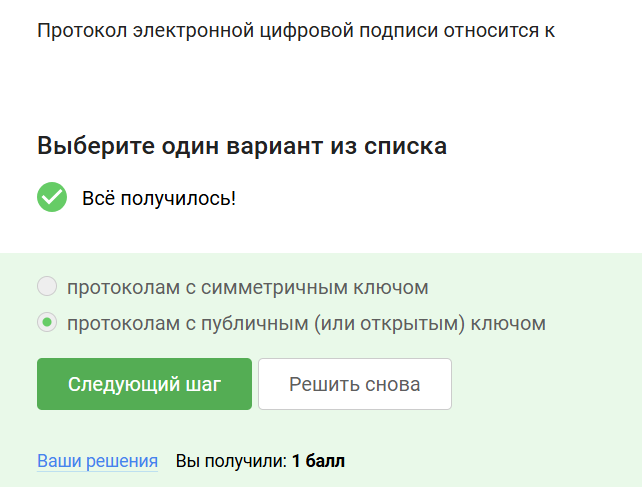 Протокол электронной цифровой подписи относится к
Выберите один вариант из списка
Всё получилось!
протоколам с симметричным ключом
протоколам с публичным (или открытым) ключом
Следующий шаг
Решить снова
Ваши решения Вы получили: 1 балл